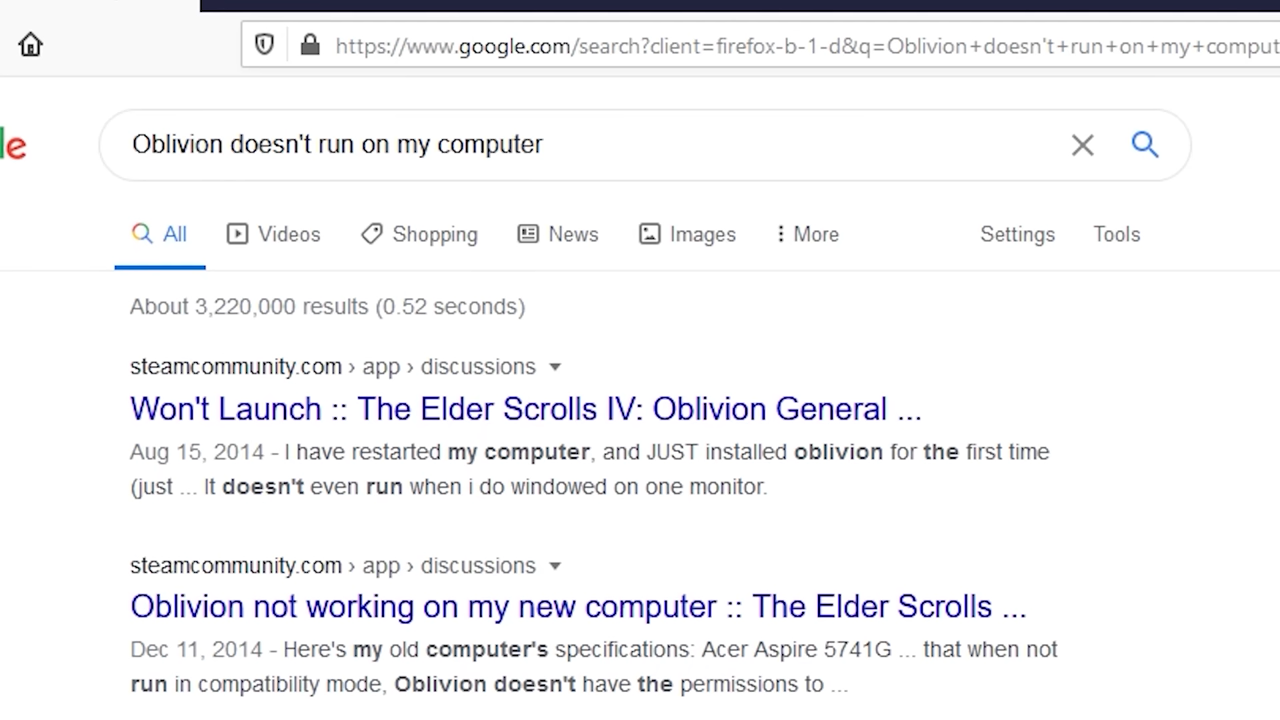 https://www.google.com/search?client=firefox-b-1-d&q=Oblivion+doesn't+run+on+my+comput
le
Oblivion doesn't run on my computer
All Videos Shopping News Images More Settings Tools
About 3,220,000 results (0.52 seconds)
steamcommunity.com › app › discussions
Won't Launch :: The Elder Scrolls IV: Oblivion General ...
Aug 15, 2014 - I have restarted my computer, and JUST installed oblivion for the first time
(just ... It doesn't even run when i do windowed on one monitor.
steamcommunity.com › app › discussions
Oblivion not working on my new computer :: The Elder Scrolls ...
Dec 11, 2014 - Here's my old computer's specifications: Acer Aspire 5741G ... that when not
run in compatibility mode, Oblivion doesn't have the permissions to ...